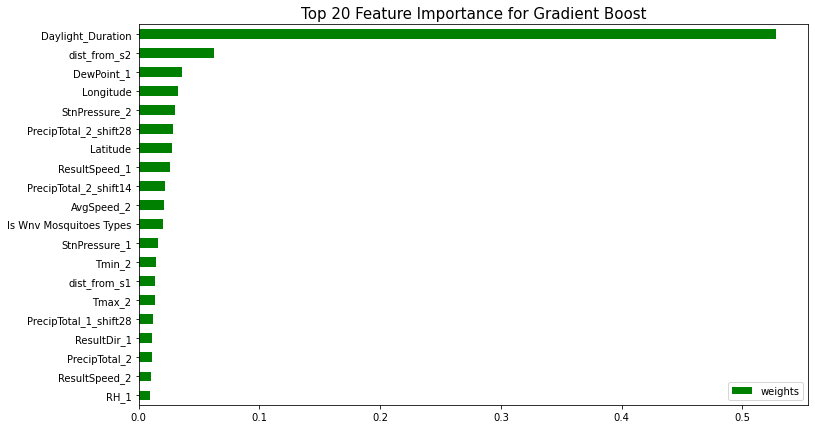 Top 20 Feature Importance for Gradient Boost
Daylight_Duration
dist_from_s2
DewPoint_1
Longitude
StnPressure_2
PrecipTotal_2_shift28
Latitude
ResultSpeed_1
PrecipTotal_2_shift14
AvgSpeed_2
Is Wnv Mosquitoes Types
StnPressure_1
Tmin_2
dist_from_s1
Tmax_2
PrecipTotal_1_shift28
ResultDir_1
PrecipTotal_2
ResultSpeed_2
RH_1
weights
0.0 0.1 0.2 0.3 0.4 0.5